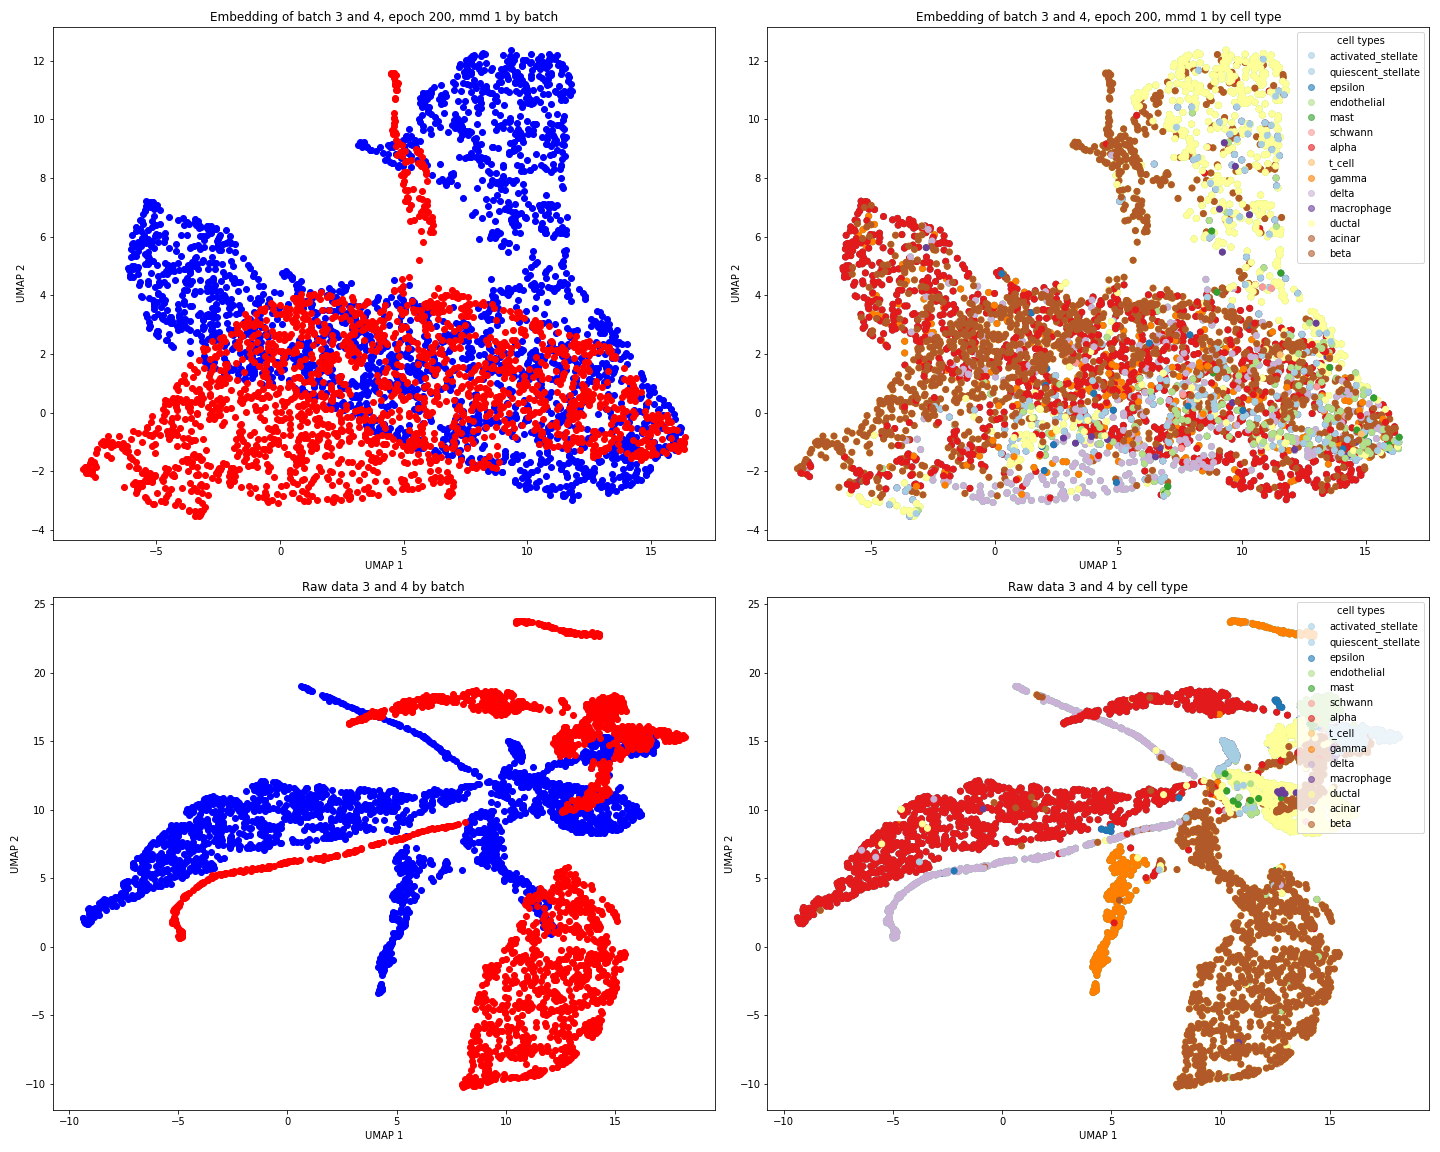 Embedding of batch 3 and 4, epoch 200, mmd 1 by batch
12
10
8
6
4
2
0
−2
−4
UMAP 2
−5
0
5
10
15
UMAP 1
Embedding of batch 3 and 4, epoch 200, mmd 1 by cell type
12
10
8
6
4
2
0
−2
−4
UMAP 2
−5
0
5
10
15
UMAP 1
cell types
activated_stellate
quiescent_stellate
epsilon
endothelial
mast
schwann
alpha
t_cell
gamma
delta
macrophage
ductal
acinar
beta
Raw data 3 and 4 by batch
25
20
15
10
5
0
−5
−10
UMAP 2
−10
−5
0
5
10
15
UMAP 1
Raw data 3 and 4 by cell type
25
20
15
10
5
0
−5
−10
UMAP 2
−10
−5
0
5
10
15
UMAP 1
cell types
activated_stellate
quiescent_stellate
epsilon
endothelial
mast
schwann
alpha
t_cell
gamma
delta
macrophage
ductal
acinar
beta